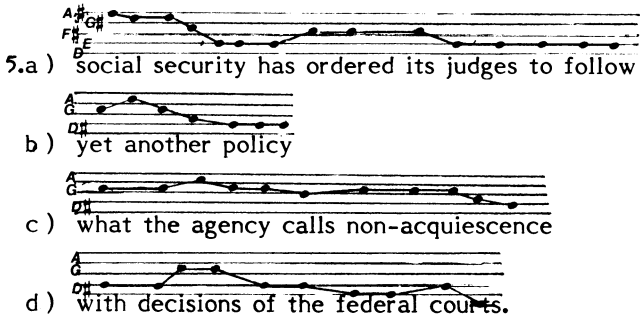 A#
G#
F#
E
D
5.a) social security has ordered its judges to follow
A
G
D#
b) yet another policy
A
G
D#
c) what the agency calls non-acquiescence
A
G
D#
d) with decisions of the federal courts.